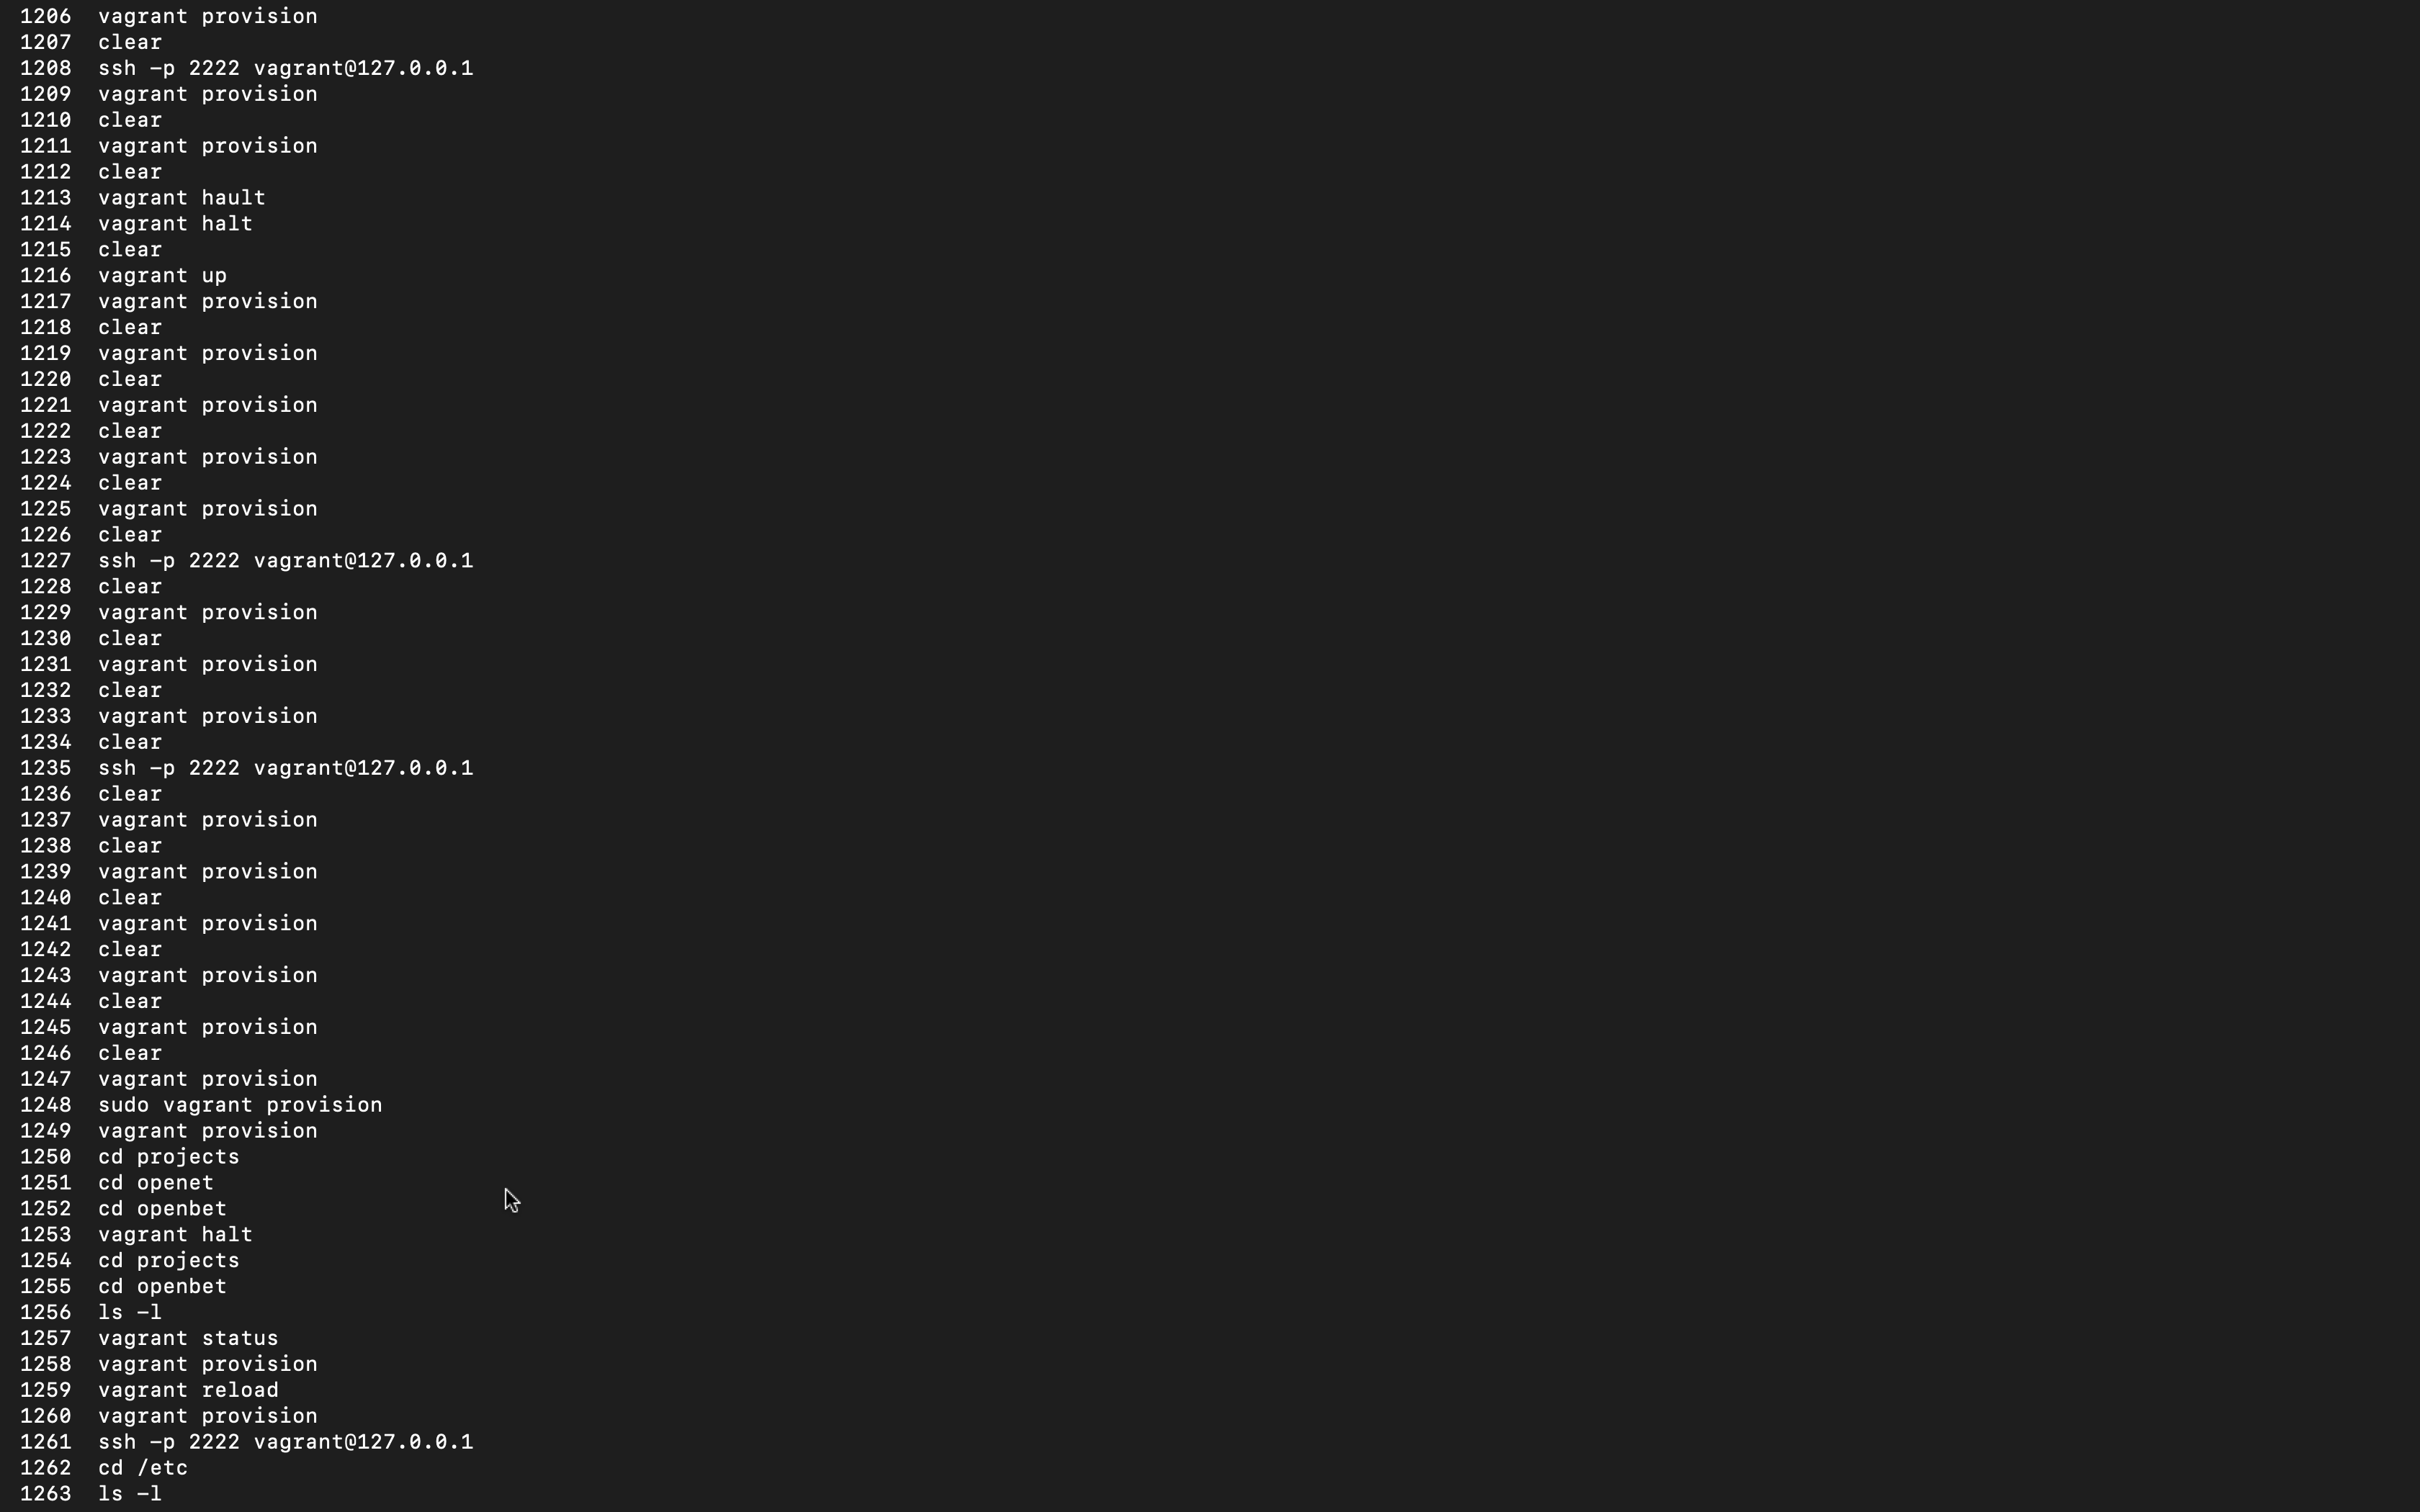 1206 vagrant provision
1207 clear
1208 ssh -p 2222 vagrant@127.0.0.1
1209 vagrant provision
1210 clear
1211 vagrant provision
1212 clear
1213 vagrant hault
1214 vagrant halt
1215 clear
1216 vagrant up
1217 vagrant provision
1218 clear
1219 vagrant provision
1220 clear
1221 vagrant provision
1222 clear
1223 vagrant provision
1224 clear
1225 vagrant provision
1226 clear
1227 ssh -p 2222 vagrant@127.0.0.1
1228 clear
1229 vagrant provision
1230 clear
1231 vagrant provision
1232 clear
1233 vagrant provision
1234 clear
1235 ssh -p 2222 vagrant@127.0.0.1
1236 clear
1237 vagrant provision
1238 clear
1239 vagrant provision
1240 clear
1241 vagrant provision
1242 clear
1243 vagrant provision
1244 clear
1245 vagrant provision
1246 clear
1247 vagrant provision
1248 sudo vagrant provision
1249 vagrant provision
1250 cd projects
1251 cd openet
1252 cd openbet
1253 vagrant halt
1254 cd projects
1255 cd openbet
1256 ls -l
1257 vagrant status
1258 vagrant provision
1259 vagrant reload
1260 vagrant provision
1261 ssh -p 2222 vagrant@127.0.0.1
1262 cd /etc
1263 ls -l